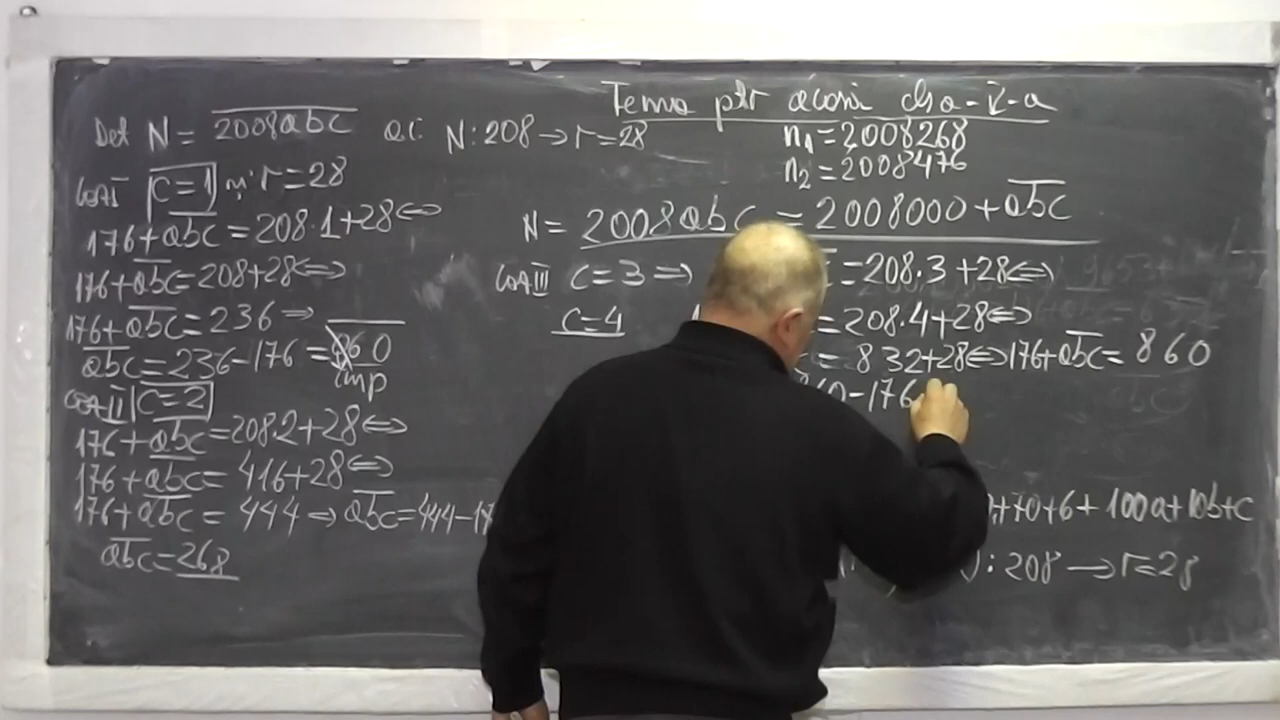 Tema ptr acasă cls a-V-a
Det N = 2008abc aî N:208→r=28
n₁=2008268
n₂=2008476
Caz I c=1 și r=28
176+abc=208·1+28⇔
176+abc=208+28⇔
176+abc=236⇒
abc=236-176=060
imp
Caz II c=2
176+abc=208·2+28⇔
176+abc=416+28⇔
176+abc=444⇒abc=444-17
abc=268
N=2008abc=2008000+abc
Caz III c=3⇒ =208·3+28⇔
c=4 =208·4+28⇔
c=832+28⇔176+abc=860
860-176
+70+6+100a+10b+c
:208→r=28